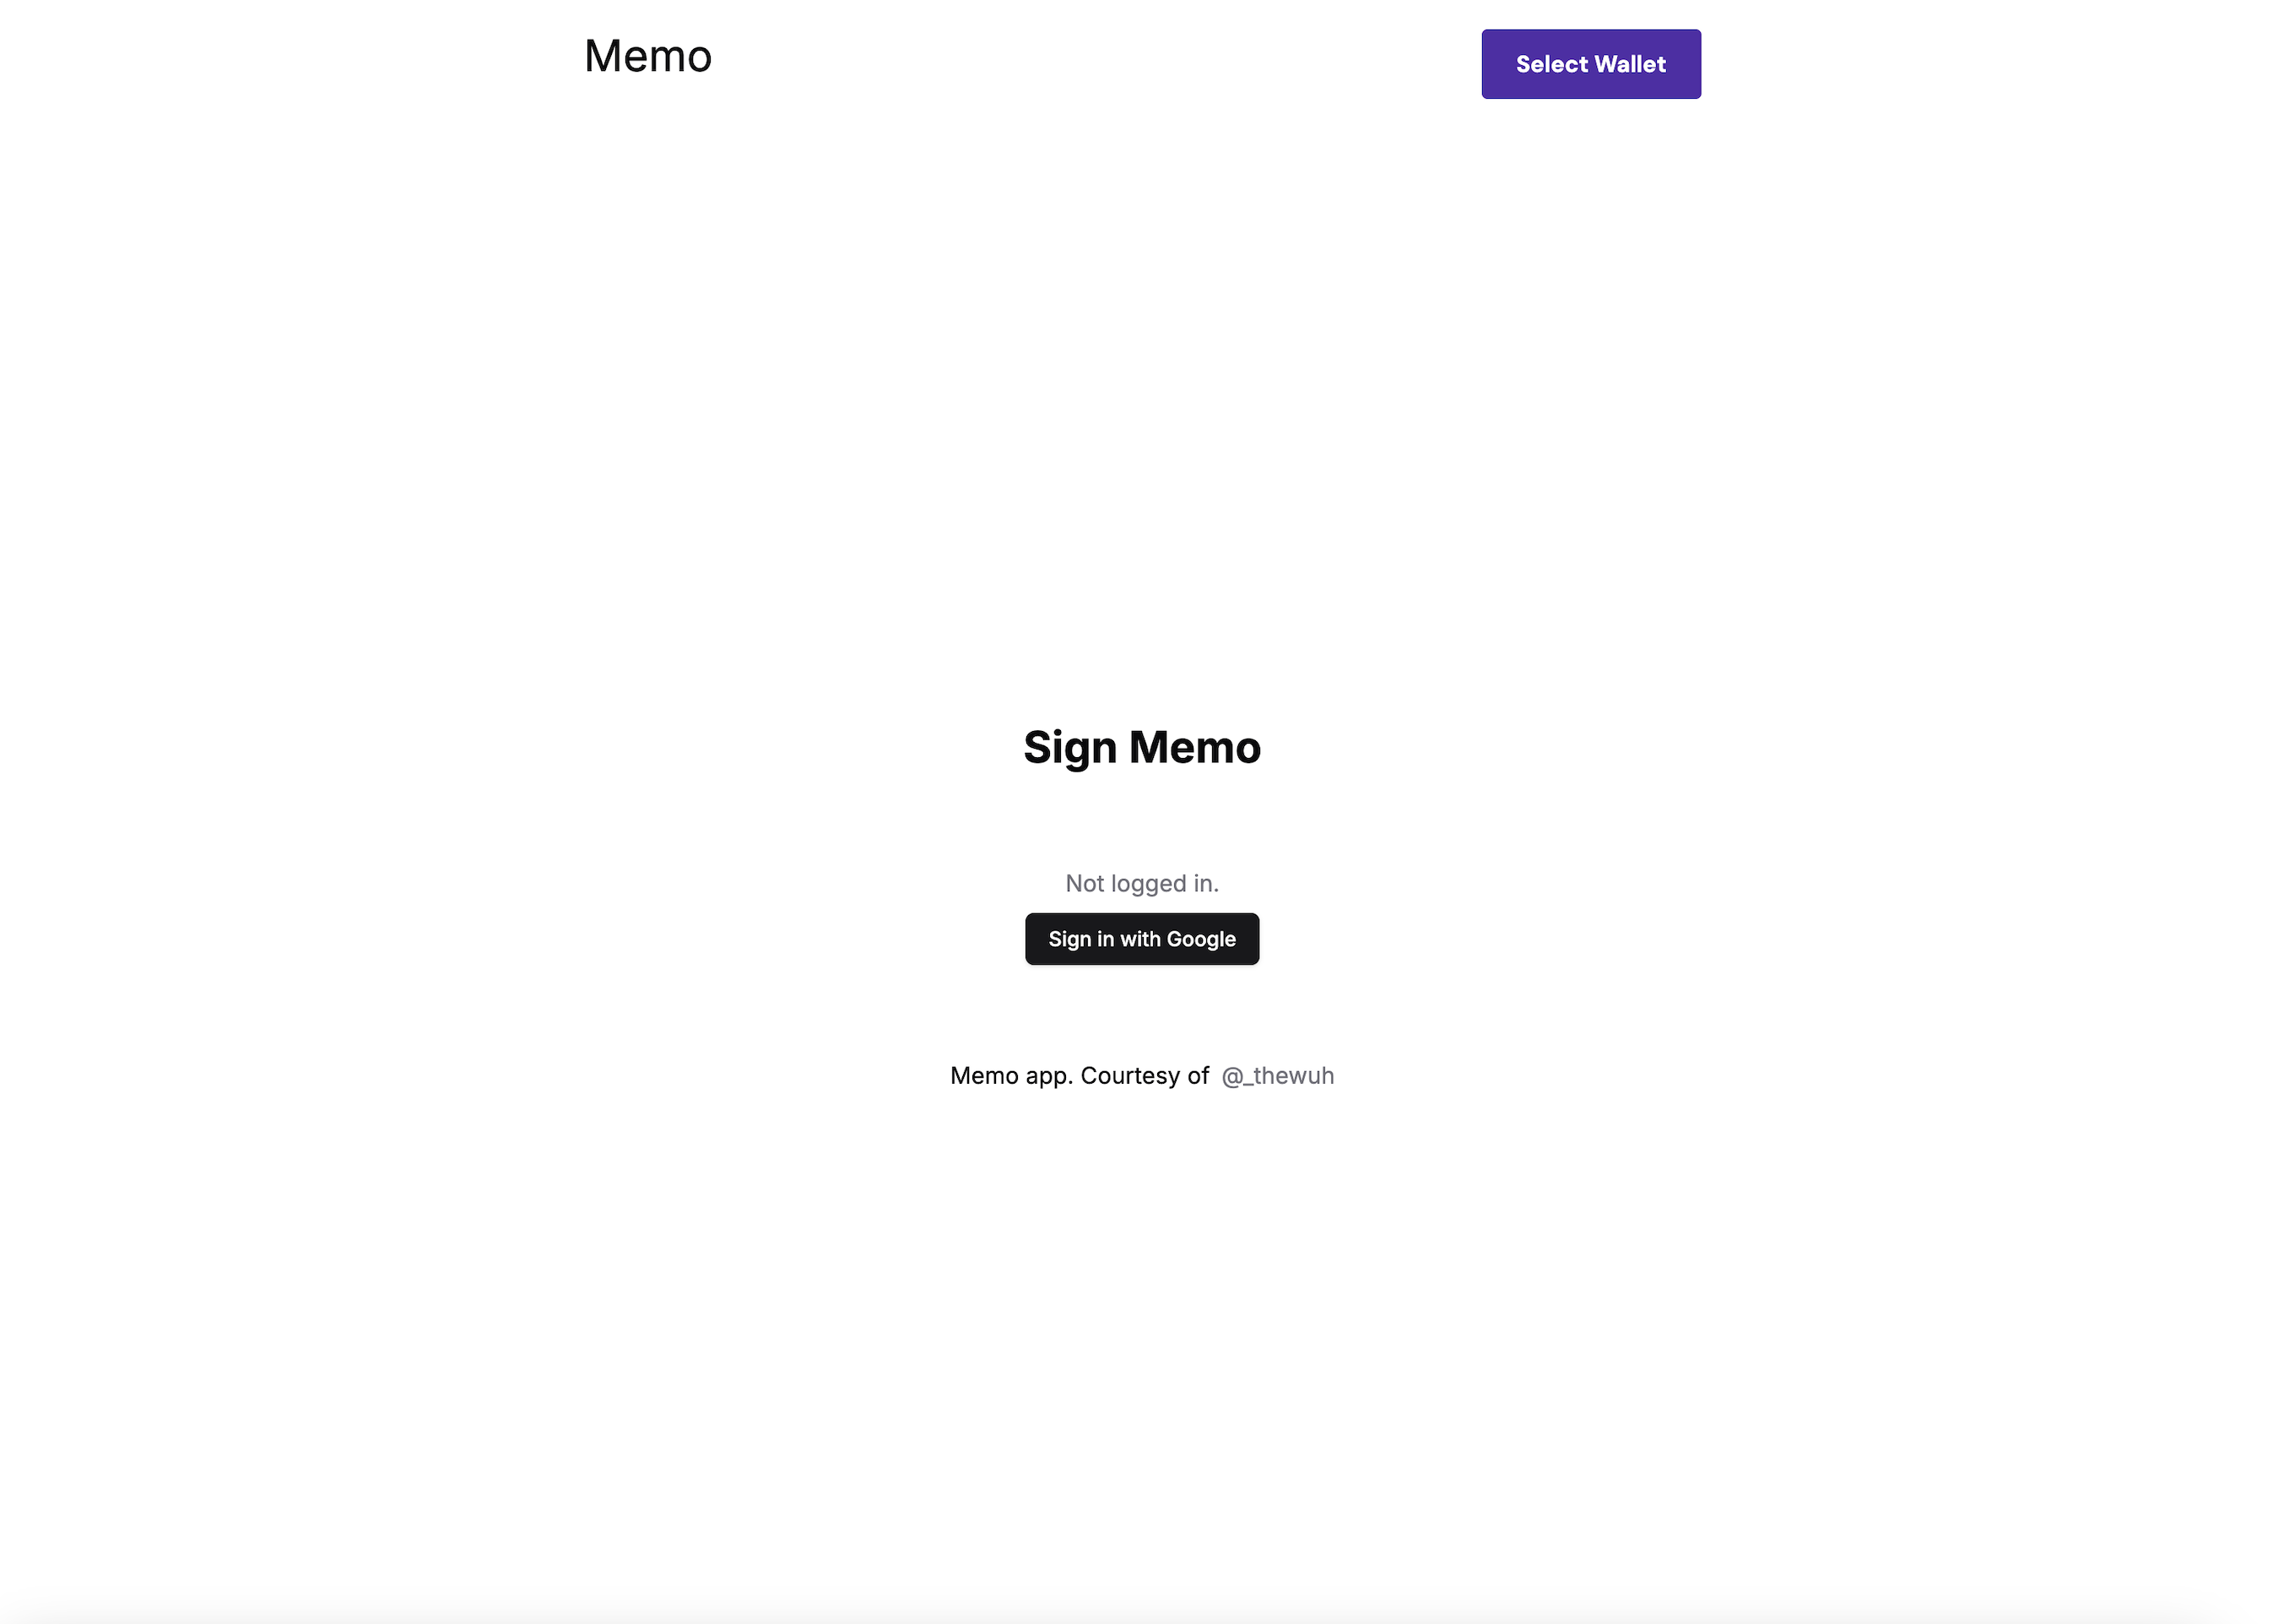 Memo
Select Wallet
Sign Memo
Not logged in.
Sign in with Google
Memo app. Courtesy of @_thewuh